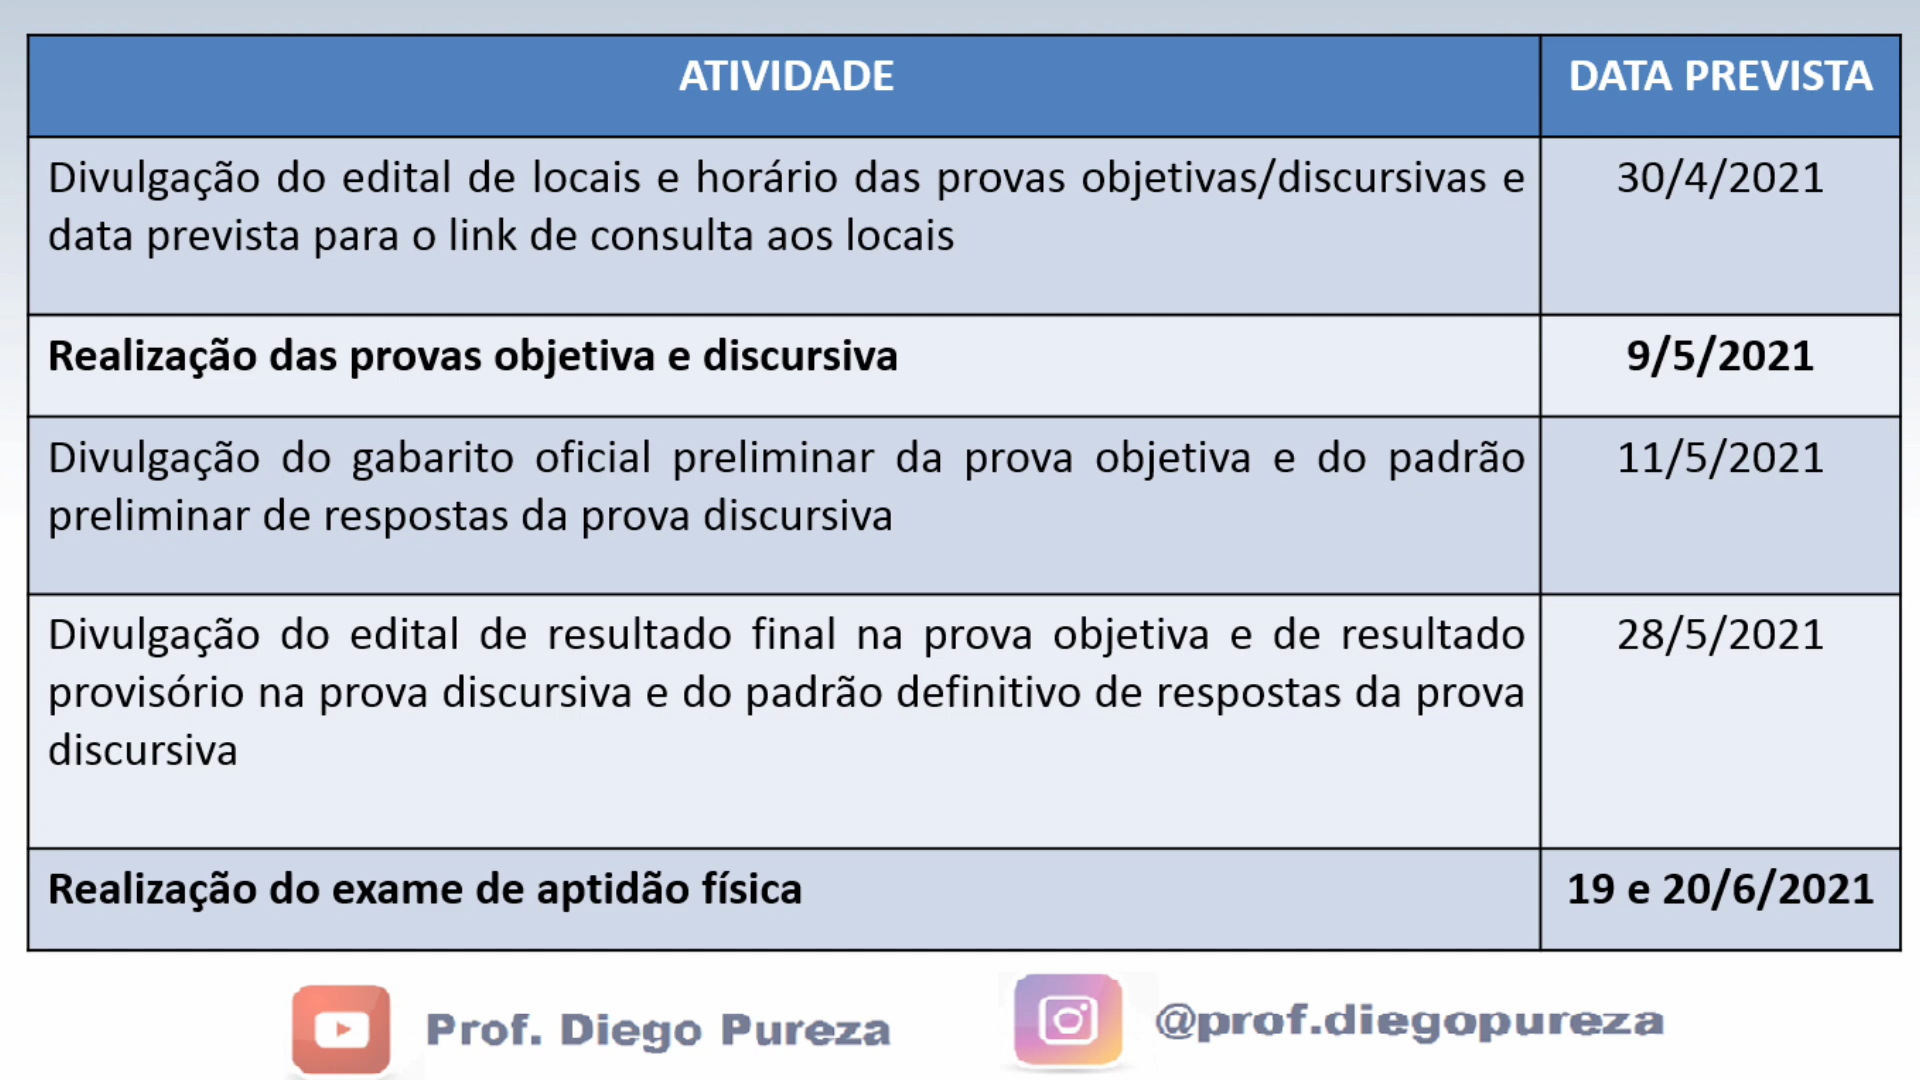 ATIVIDADE DATA PREVISTA
Divulgação do edital de locais e horário das provas objetivas/discursivas e 30/4/2021
data prevista para o link de consulta aos locais
Realização das provas objetiva e discursiva 9/5/2021
Divulgação do gabarito oficial preliminar da prova objetiva e do padrão 11/5/2021
preliminar de respostas da prova discursiva
Divulgação do edital de resultado final na prova objetiva e de resultado 28/5/2021
provisório na prova discursiva e do padrão definitivo de respostas da prova
discursiva
Realização do exame de aptidão física 19 e 20/6/2021
Prof. Diego Pureza @prof.diegopureza